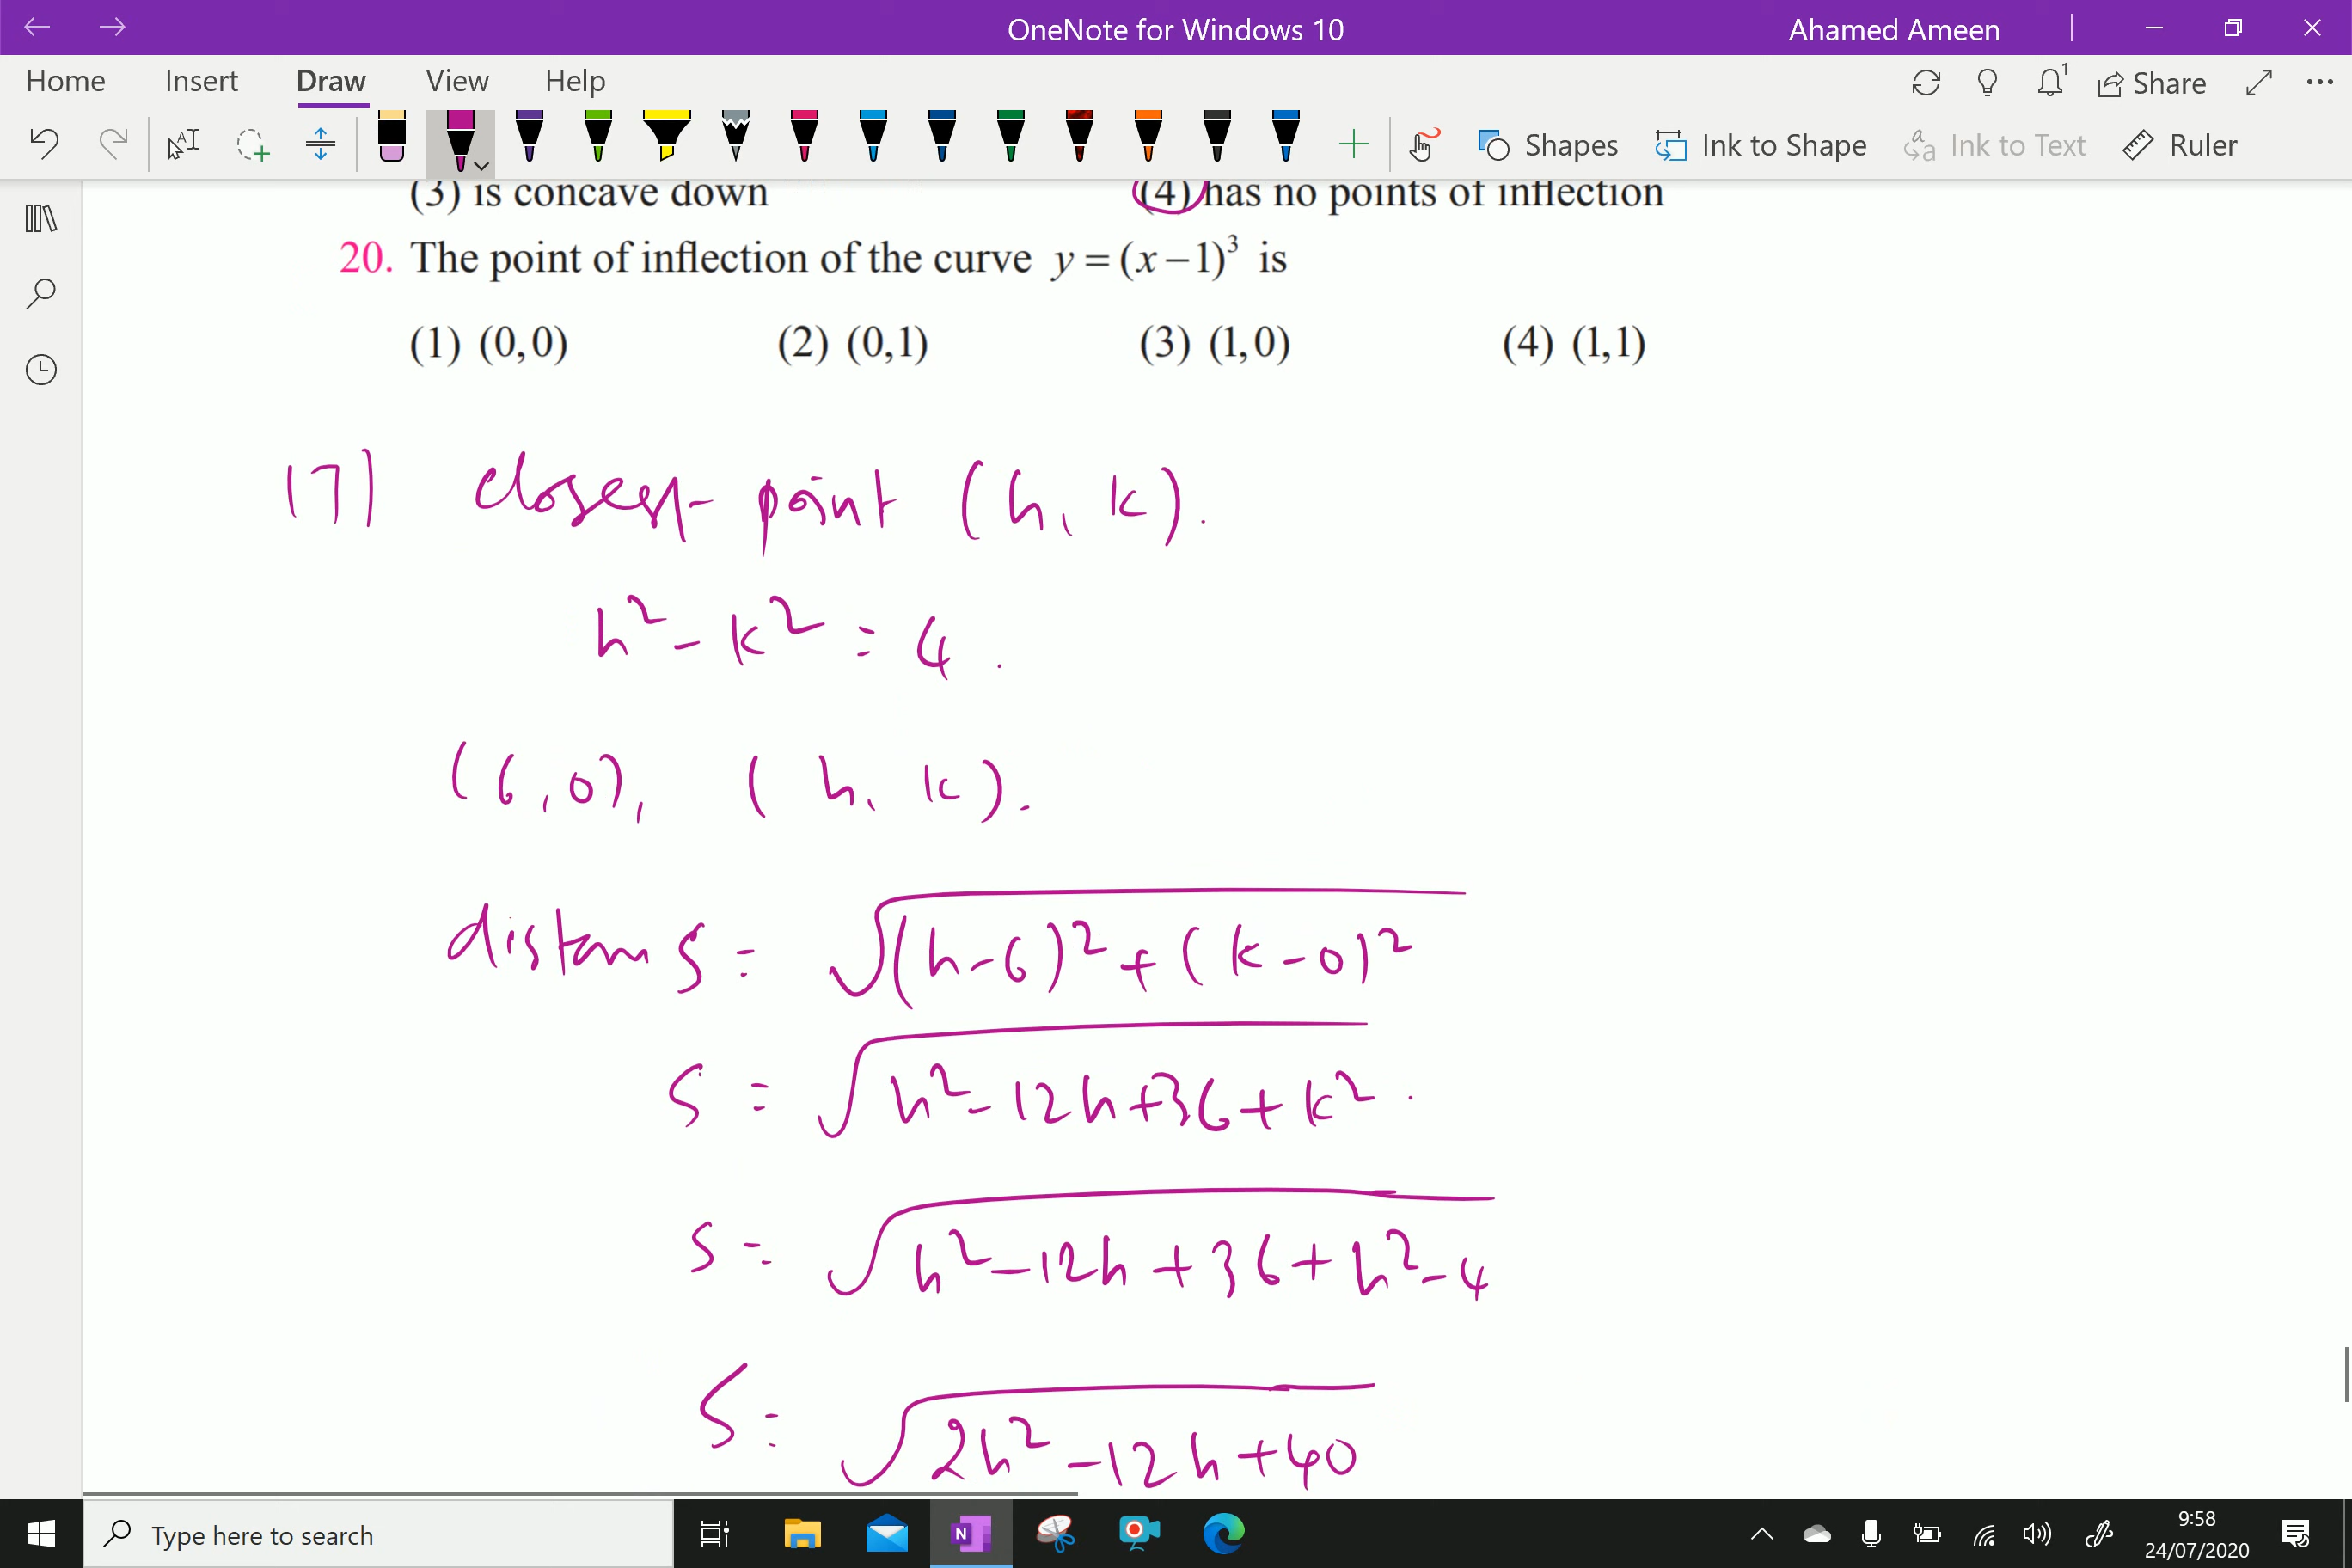 OneNote for Windows 10
Ahamed Ameen
Home Insert Draw View Help
1 Share
Shapes Ink to Shape Ink to Text Ruler
(3) is concave down (4) has no points of inflection
20. The point of inflection of the curve y = (x − 1)³ is
(1) (0,0) (2) (0,1) (3) (1,0) (4) (1,1)
17) closest point (h, k).
h² - k² = 4.
(6,0), (h, k).
distan S = √(h-6)² + (k-0)²
S = √h² - 12h + 36 + k².
S = √h² - 12h + 36 + h² - 4
S = √2h² - 12h + 40
Type here to search
N
9:58
24/07/2020